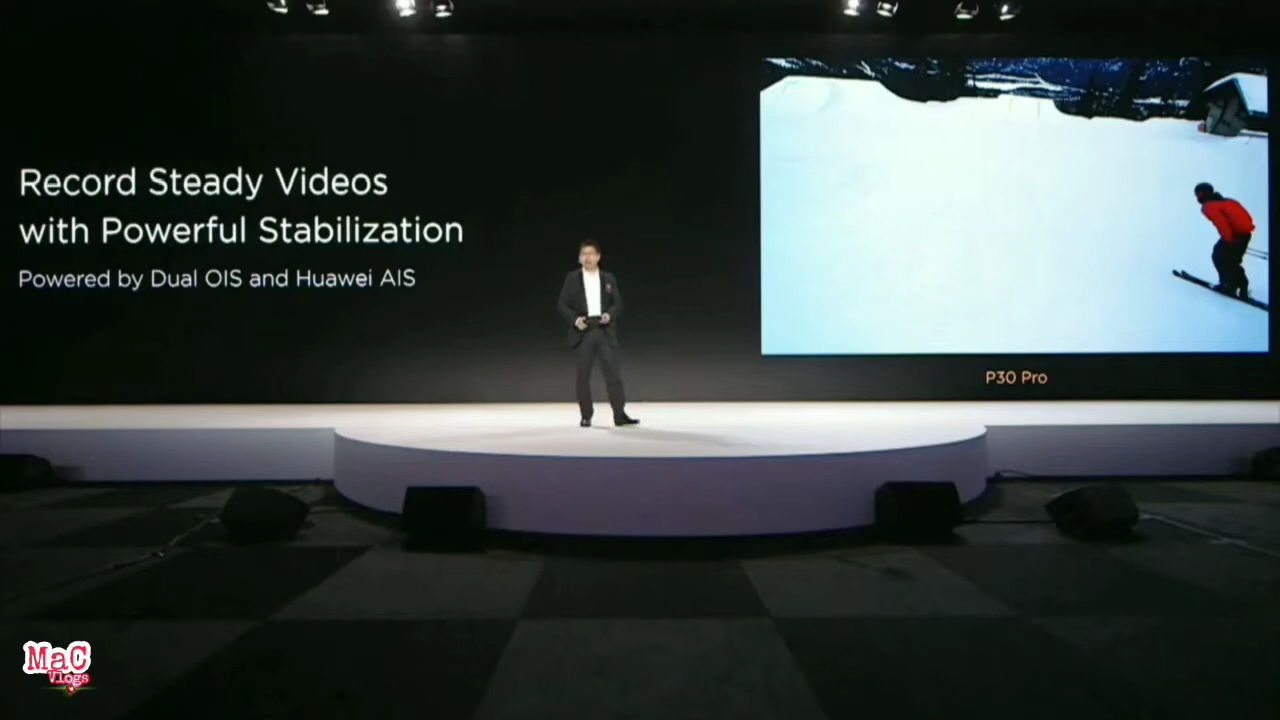 Record Steady Videos
with Powerful Stabilization
Powered by Dual OIS and Huawei AIS
P30 Pro
MaC
Vlogs